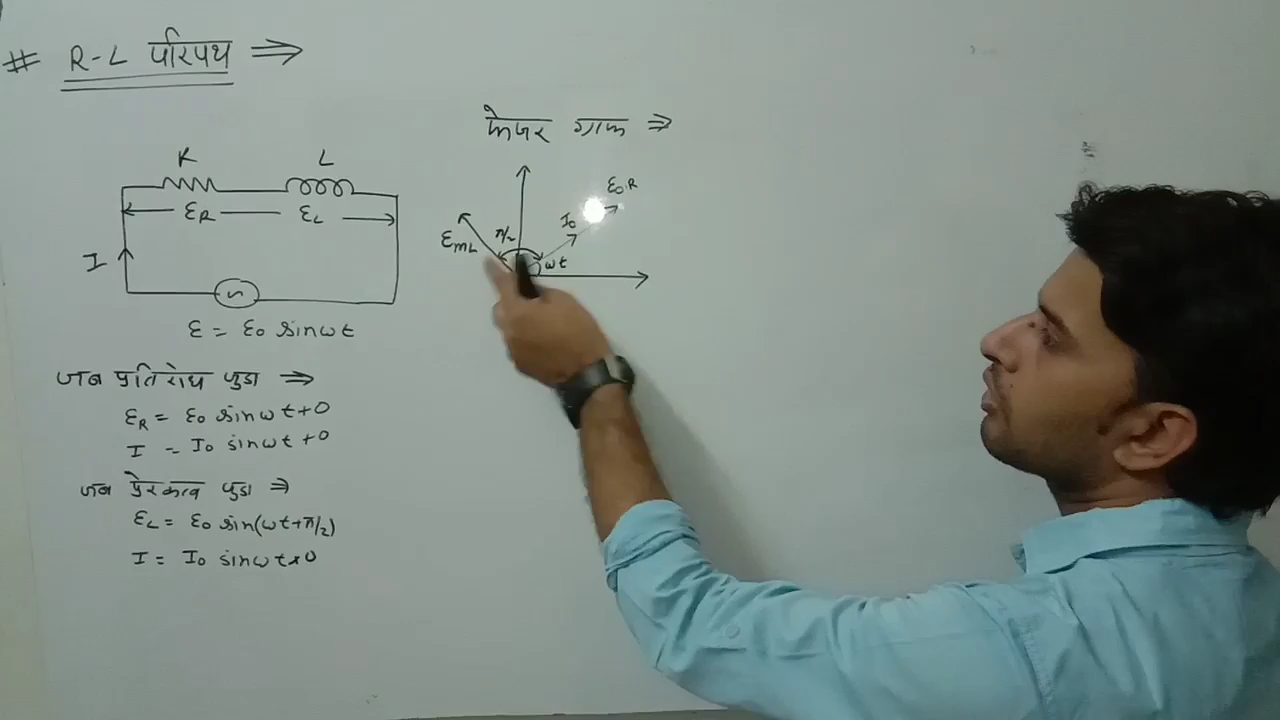 # R-L परिपथ ⇒
R L
ε_R ε_L
I
~
ε = ε₀ sinωt
जब प्रतिरोध जुडा ⇒
ε_R = ε₀ sinωt+0
I = I₀ sinωt+0
जब प्रेरकत्व जुडा ⇒
ε_L = ε₀ sin(ωt+π/2)
I = I₀ sinωt+0
फेजर ग्राफ ⇒
ε₀.R
I₀
π/2
ε_mL
ωt